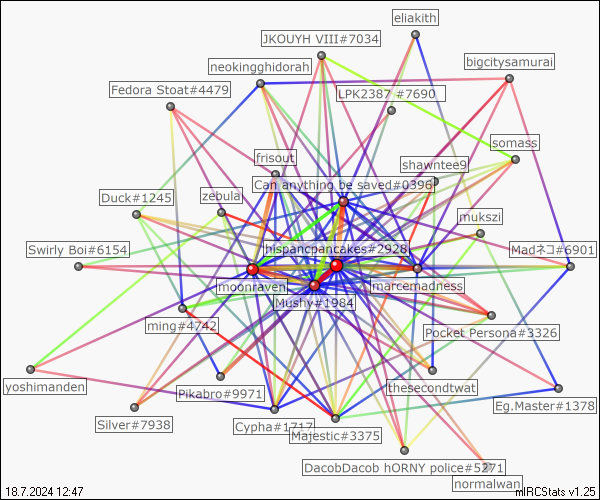 eliakith
JKOUYH VIII#7034
bigcitysamurai
neokingghidorah
Fedora Stoat#4479
LPK2387 #7690
somass
frisout
shawntee9
Can anything be saved#0396
Duck#1245
zebula
mukszi
Swirly Boi#6154
hispancpancakes#2928
Madネコ#6901
moonraven
marcemadness
Mushy#1984
ming#4742
Pocket Persona#3326
yoshimanden
Pikabro#9971
thesecondtwat
Eg.Master#1378
Silver#7938
Cypha#1717
Majestic#3375
DacobDacob hORNY police#5271
normalwan
18.7.2024 12:47
mIRCStats v1.25